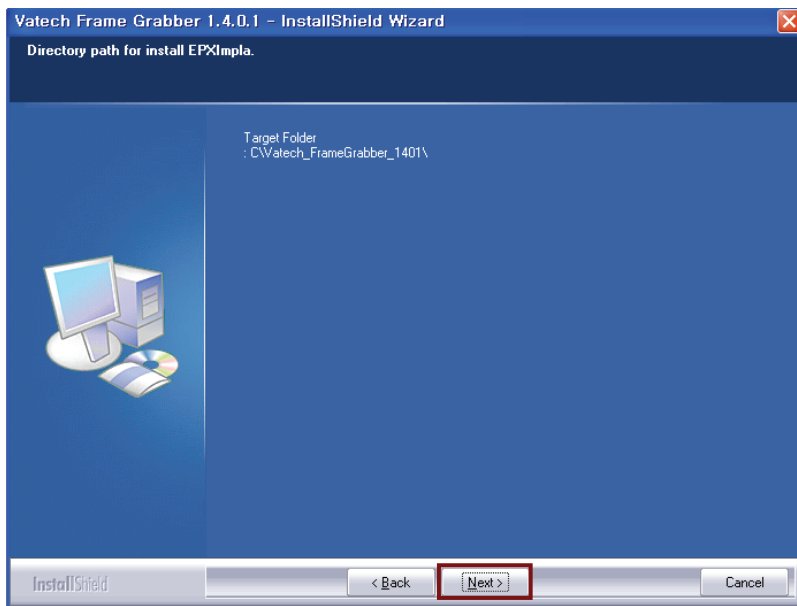 Vatech Frame Grabber 1.4.0.1 - InstallShield Wizard
Directory path for install EPXImpla.
Target Folder
: C\Vatech_FrameGrabber_1401\
InstallShield
< Back
Next >
Cancel